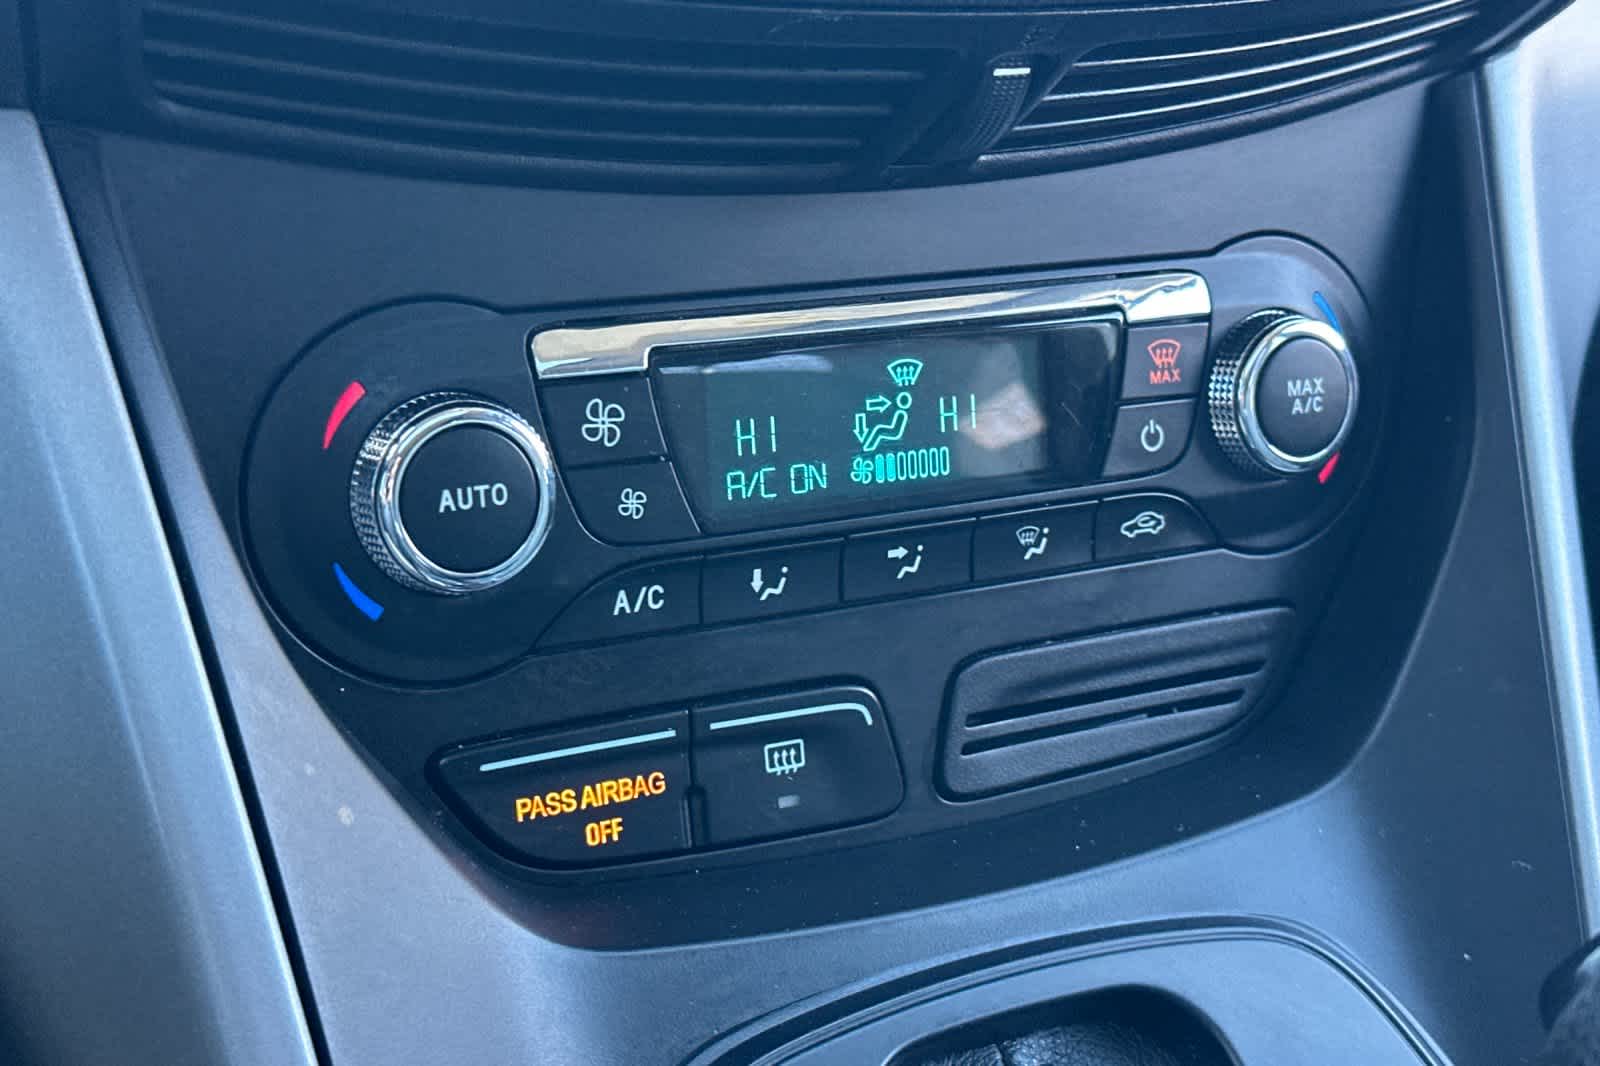 MAX
HI
HI
A/C ON
AUTO
MAX
A/C
A/C
PASS AIRBAG
OFF